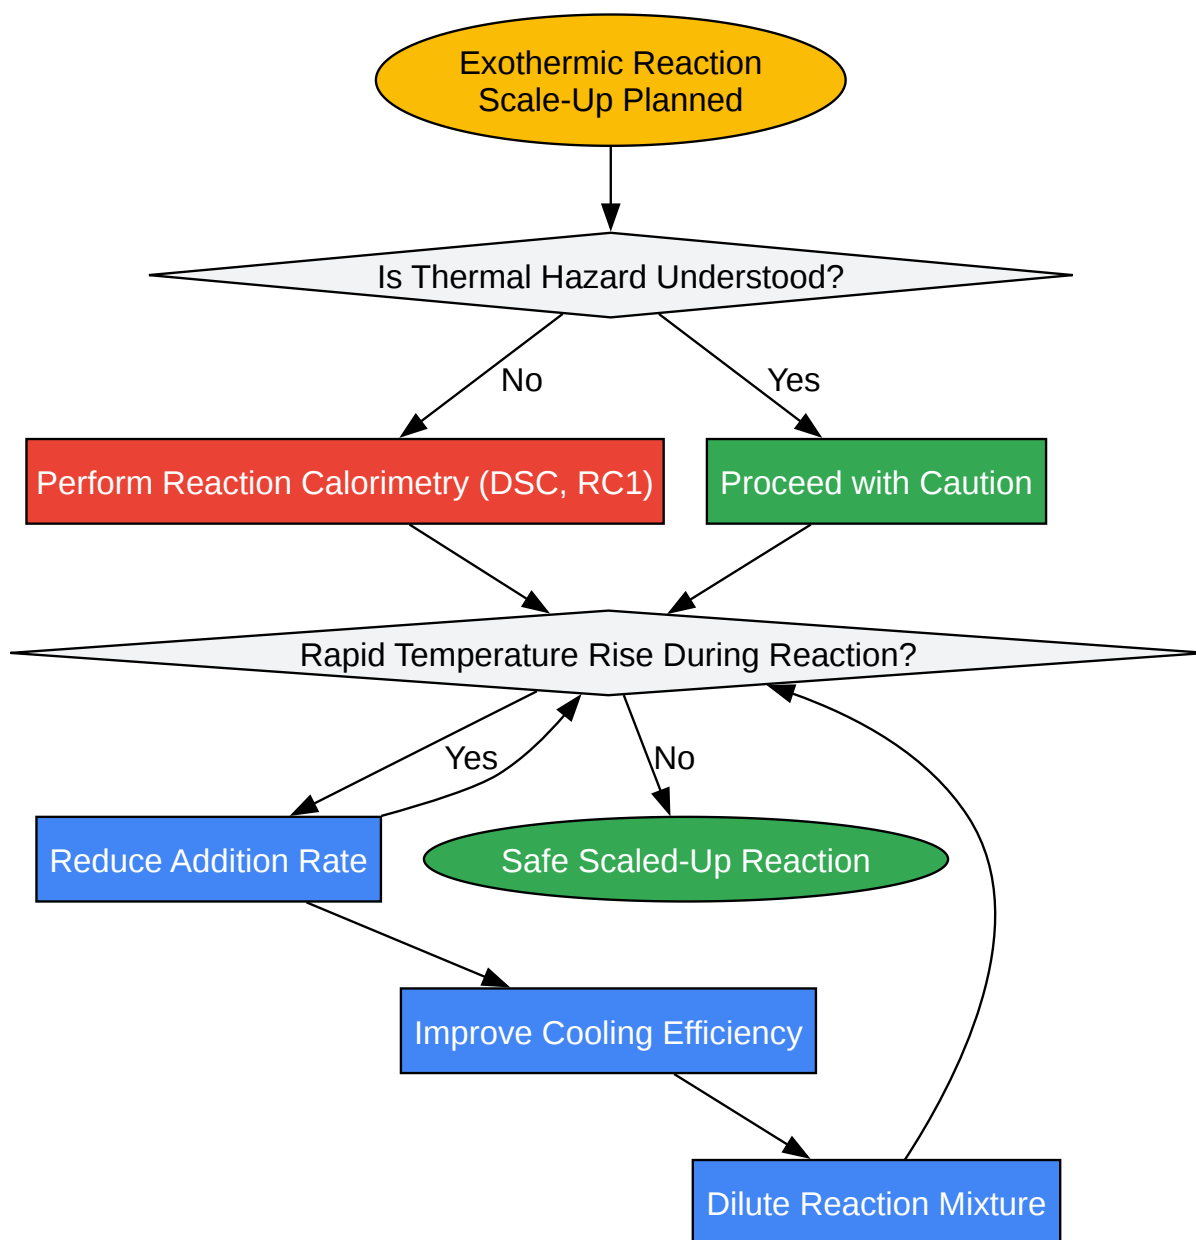 Exothermic Reaction
Scale-Up Planned
Is Thermal Hazard Understood?
No
Yes
Perform Reaction Calorimetry (DSC, RC1)
Proceed with Caution
Rapid Temperature Rise During Reaction?
Yes
No
Reduce Addition Rate
Safe Scaled-Up Reaction
Improve Cooling Efficiency
Dilute Reaction Mixture